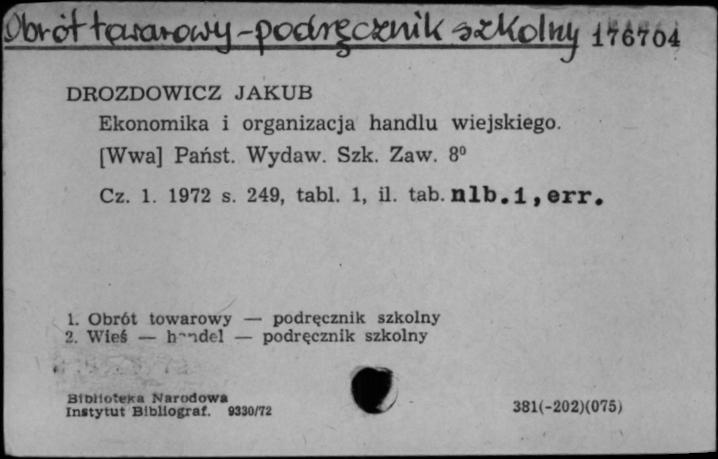 Obrót towarowy - podręcznik szkolny 176704
DROZDOWICZ JAKUB
Ekonomika i organizacja handlu wiejskiego.
[Wwa] Państ. Wydaw. Szk. Zaw. 8⁰
Cz. 1. 1972 s. 249, tabl. 1, il. tab. nlb.1, err.
1. Obrót towarowy — podręcznik szkolny
2. Wieś — handel — podręcznik szkolny
Biblioteka Narodowa
Instytut Bibliograf. 9330/72
381(-202)(075)